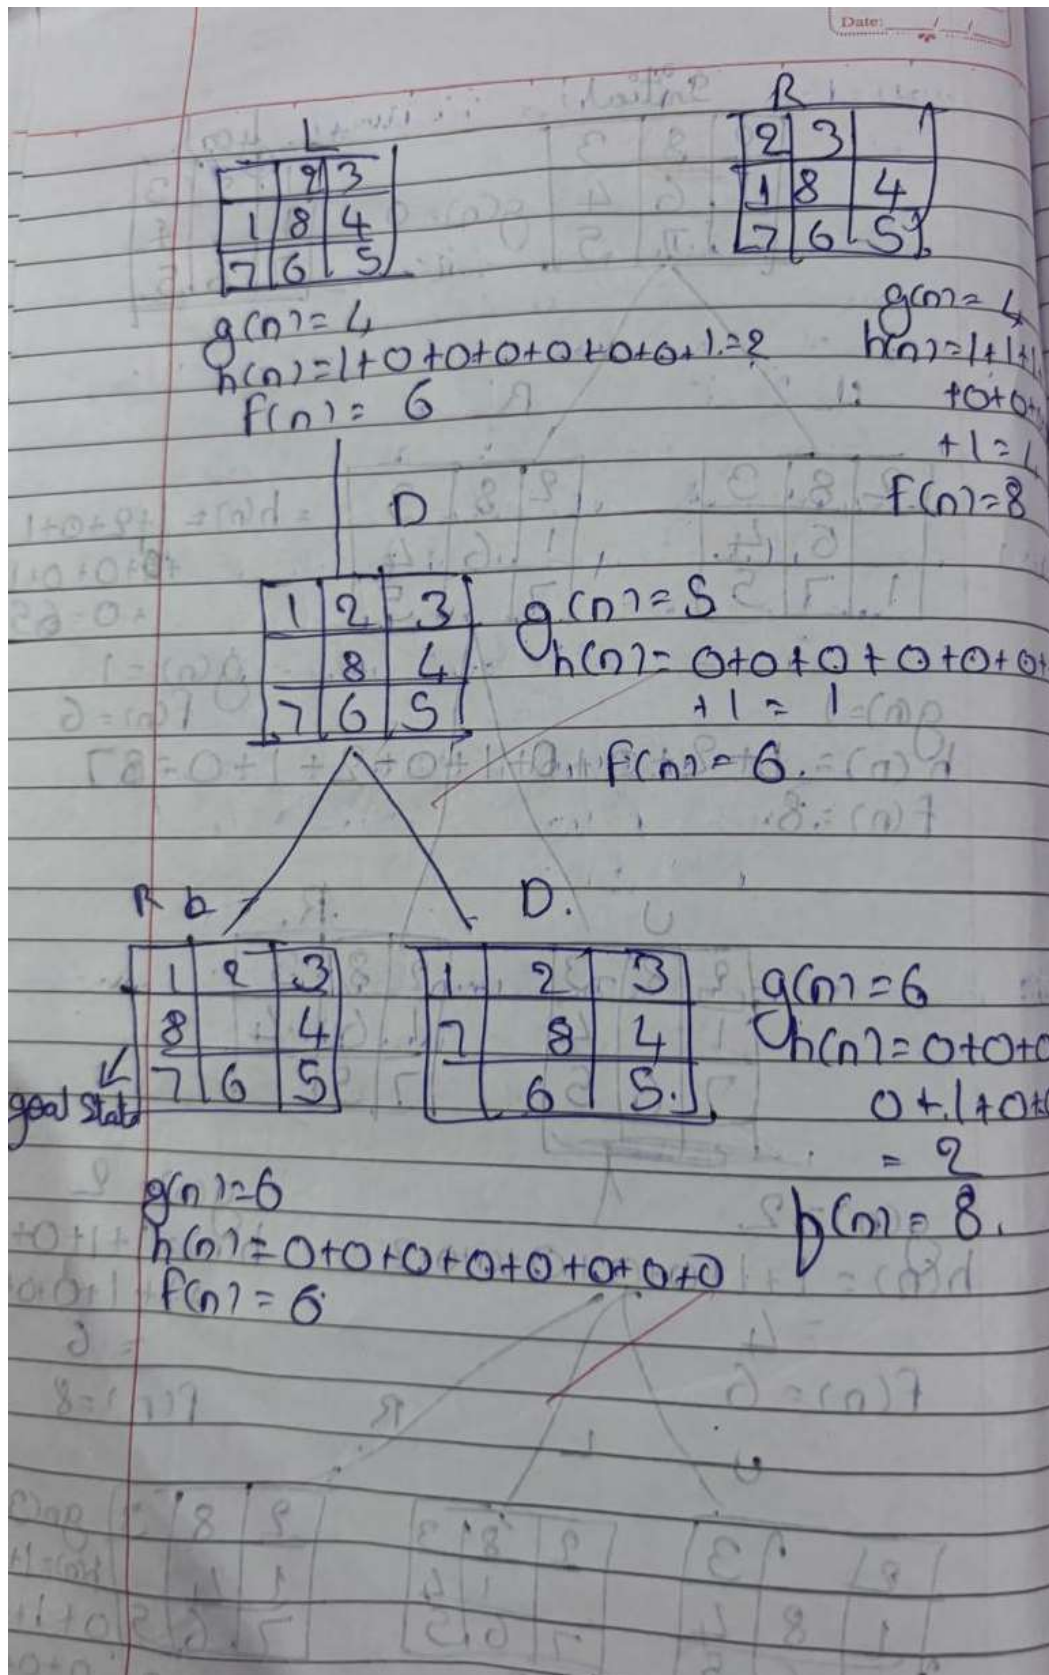 Date:
L
R
2 3
1 8 4
7 6 5
2 3
1 8 4
7 6 5
g(n) = 4
h(n) = 1+0+0+0+0+0+0+1 = 2
f(n) = 6
g(n) = 4
h(n) = 1+1+1
+0+0+
+1 = 4
f(n) = 8
D
1 2 3
8 4
7 6 5
g(n) = 5
h(n) = 0+0+0+0+0+0+
+1 = 1
f(n) = 6.
R
D.
1 2 3
8 4
7 6 5
goal state
1 2 3
7 8 4
6 5.
g(n) = 6
h(n) = 0+0+0
0+1+0+
= 2
f(n) = 8.
g(n) = 6
h(n) = 0+0+0+0+0+0+0+0
f(n) = 6